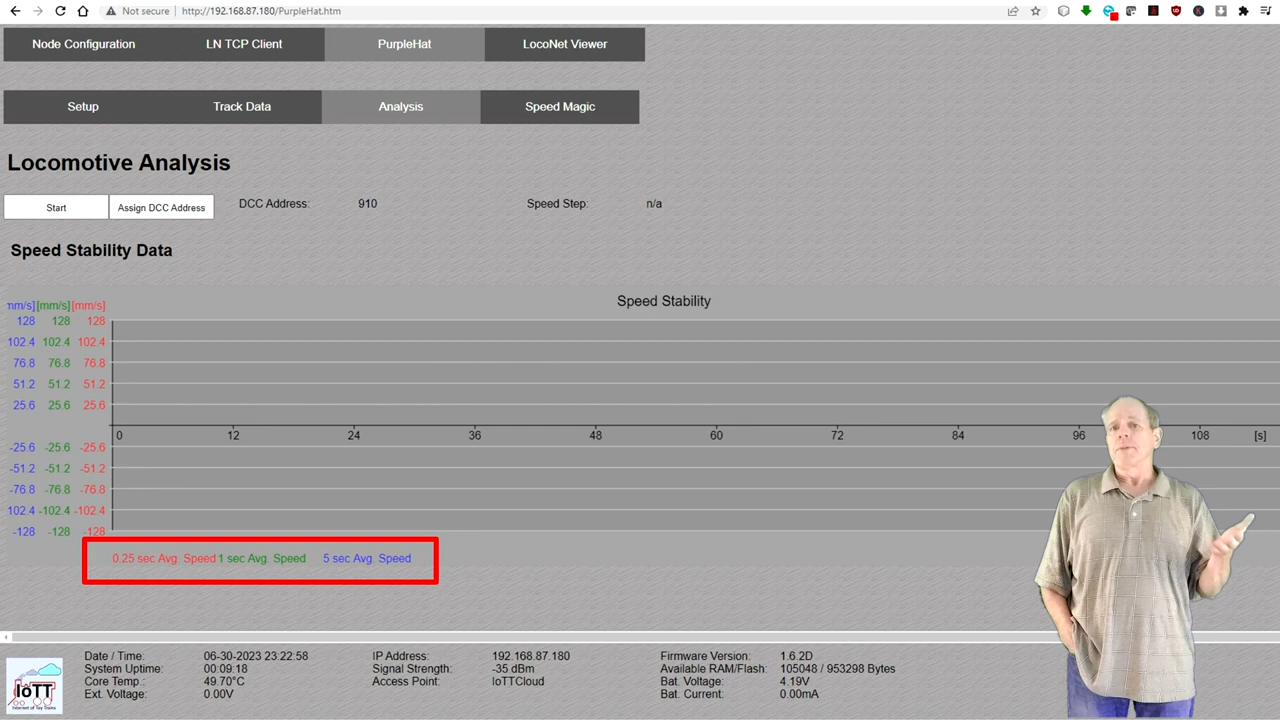 Not secure | http://192.168.87.180/PurpleHat.htm
Node Configuration LN TCP Client PurpleHat LocoNet Viewer
Setup Track Data Analysis Speed Magic
Locomotive Analysis
Start Assign DCC Address DCC Address: 910 Speed Step: n/a
Speed Stability Data
Speed Stability
mm/s] [mm/s] [mm/s]
128 128 128
102.4 102.4 102.4
76.8 76.8 76.8
51.2 51.2 51.2
25.6 25.6 25.6
0 12 24 36 48 60 72 84 96 108 [s]
-25.6 -25.6 -25.6
-51.2 -51.2 -51.2
-76.8 -76.8 -76.8
102.4 -102.4 -102.4
-128 -128 -128
0.25 sec Avg. Speed 1 sec Avg. Speed 5 sec Avg. Speed
Date / Time: 06-30-2023 23:22:58 IP Address: 192.168.87.180 Firmware Version: 1.6.2D
System Uptime: 00:09.18 Signal Strength: -35 dBm Available RAM/Flash: 105048 / 953298 Bytes
Core Temp.: 49.70°C Access Point: IoTTCloud Bat. Voltage: 4.19V
Ext. Voltage: 0.00V Bat. Current: 0.00mA
IoTT
Internet of Toy Trains